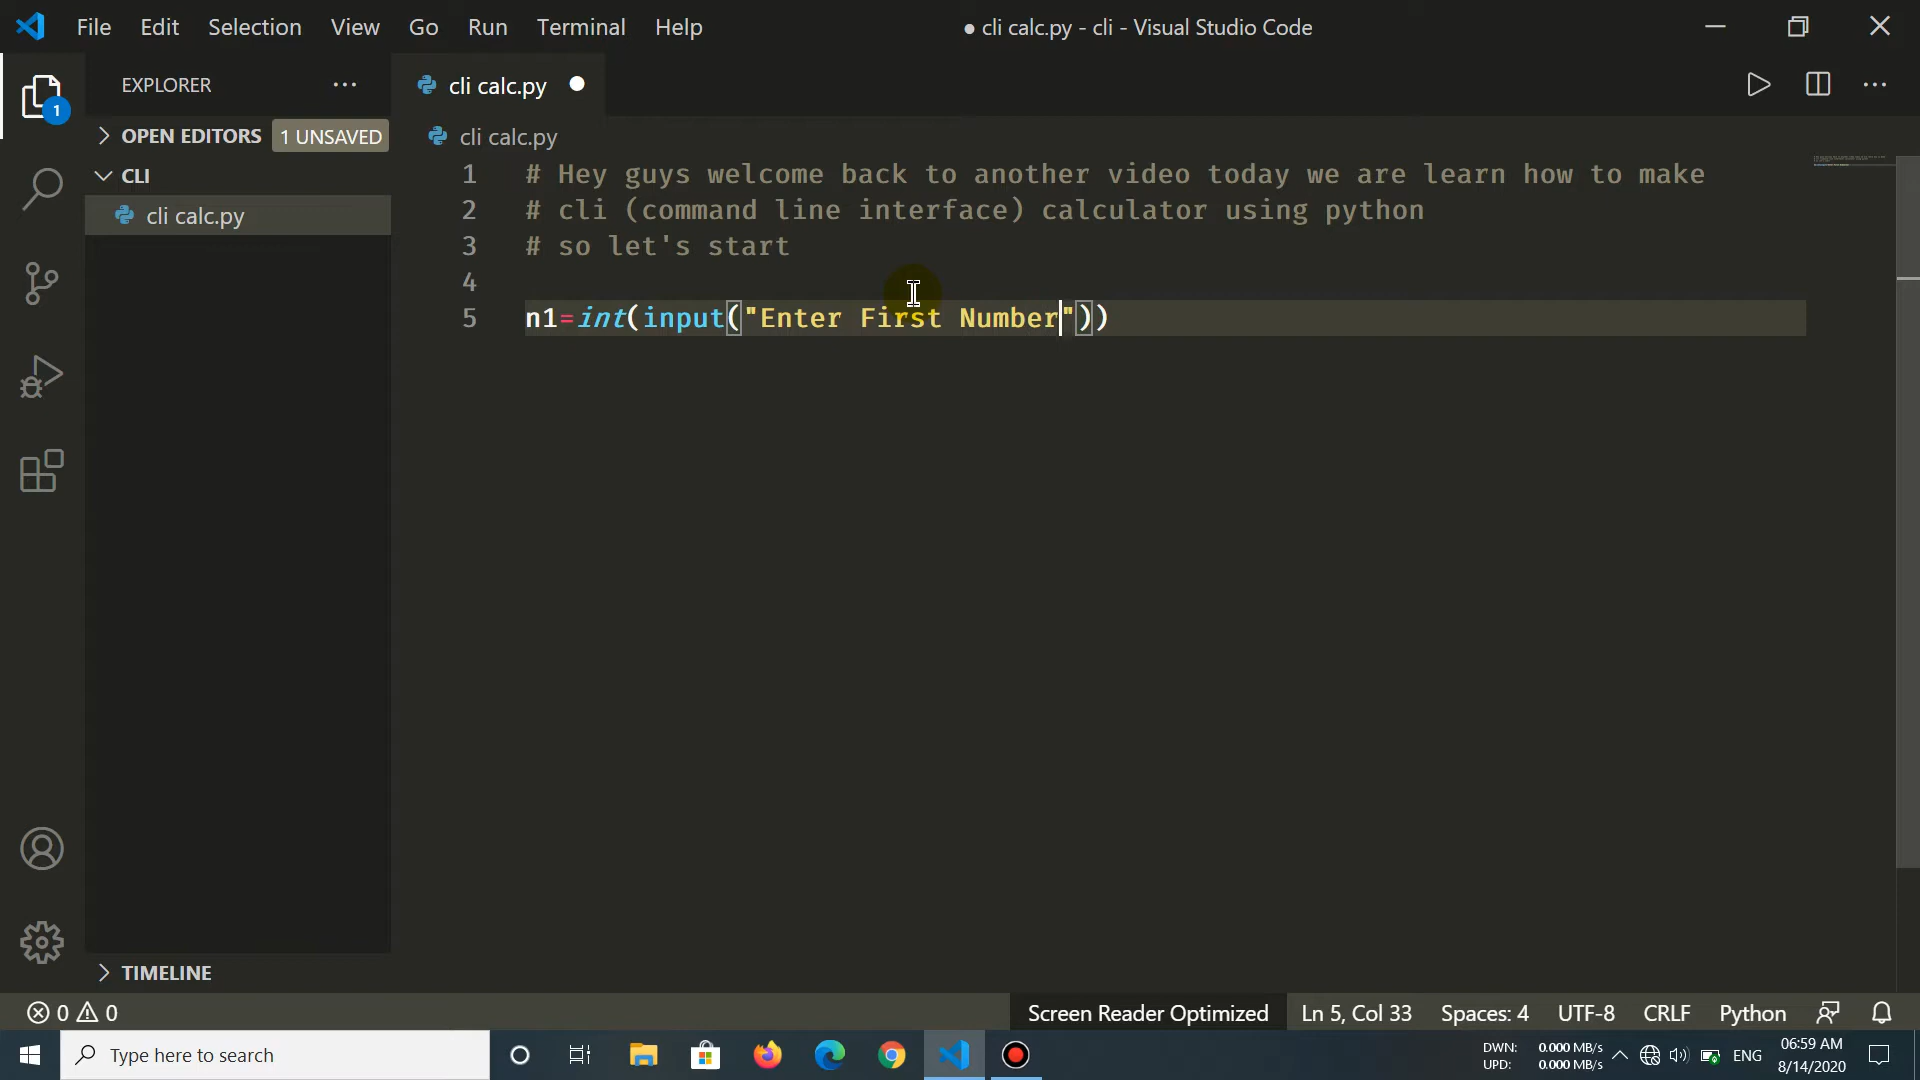 File Edit Selection View Go Run Terminal Help ● cli calc.py - cli - Visual Studio Code
EXPLORER ··· cli calc.py ●
1
OPEN EDITORS 1 UNSAVED cli calc.py
CLI
cli calc.py
1 # Hey guys welcome back to another video today we are learn how to make
2 # cli (command line interface) calculator using python
3 # so let's start
4
5 n1=int(input("Enter First Number"))
TIMELINE
0 0 Screen Reader Optimized Ln 5, Col 33 Spaces: 4 UTF-8 CRLF Python
Type here to search
DWN: 0.000 MB/s
UPD: 0.000 MB/s
ENG
06:59 AM
8/14/2020